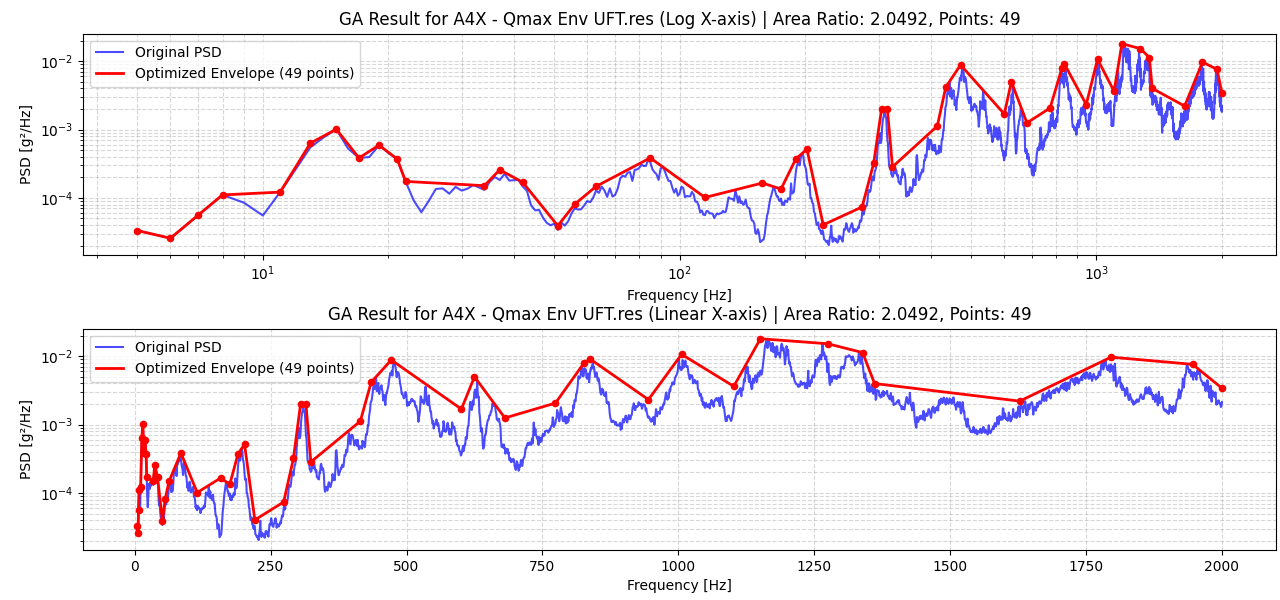 GA Result for A4X - Qmax Env UFT.res (Log X-axis) | Area Ratio: 2.0492, Points: 49
Original PSD
Optimized Envelope (49 points)
PSD [g²/Hz]
10⁻²
10⁻³
10⁻⁴
10¹ 10² 10³
Frequency [Hz]
GA Result for A4X - Qmax Env UFT.res (Linear X-axis) | Area Ratio: 2.0492, Points: 49
Original PSD
Optimized Envelope (49 points)
PSD [g²/Hz]
10⁻²
10⁻³
10⁻⁴
0 250 500 750 1000 1250 1500 1750 2000
Frequency [Hz]